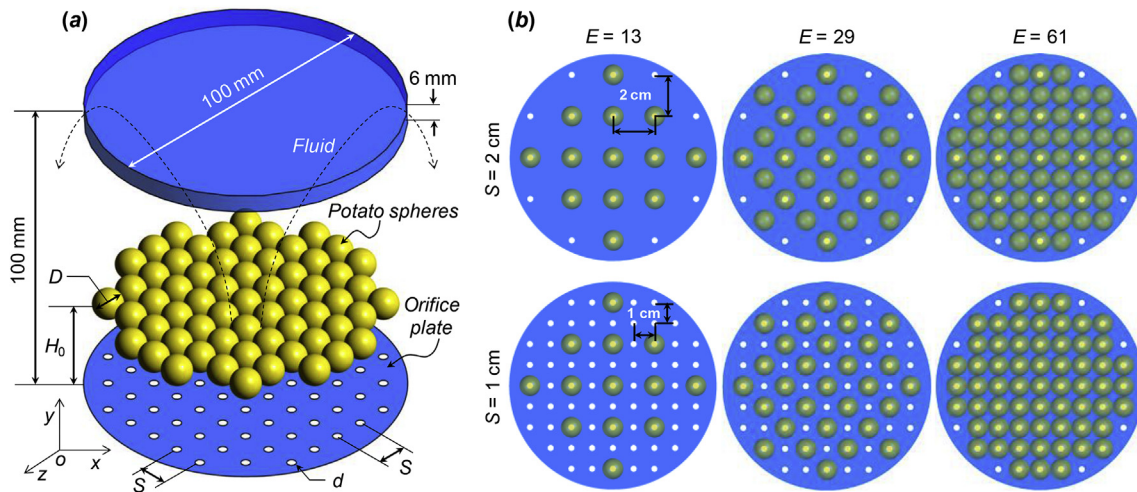 (a)
100 mm
6 mm
Fluid
100 mm
Potato spheres
D
Orifice
plate
H0
y
o
x
z
S
d
S
(b)
E = 13
E = 29
E = 61
S = 2 cm
2 cm
S = 1 cm
1 cm